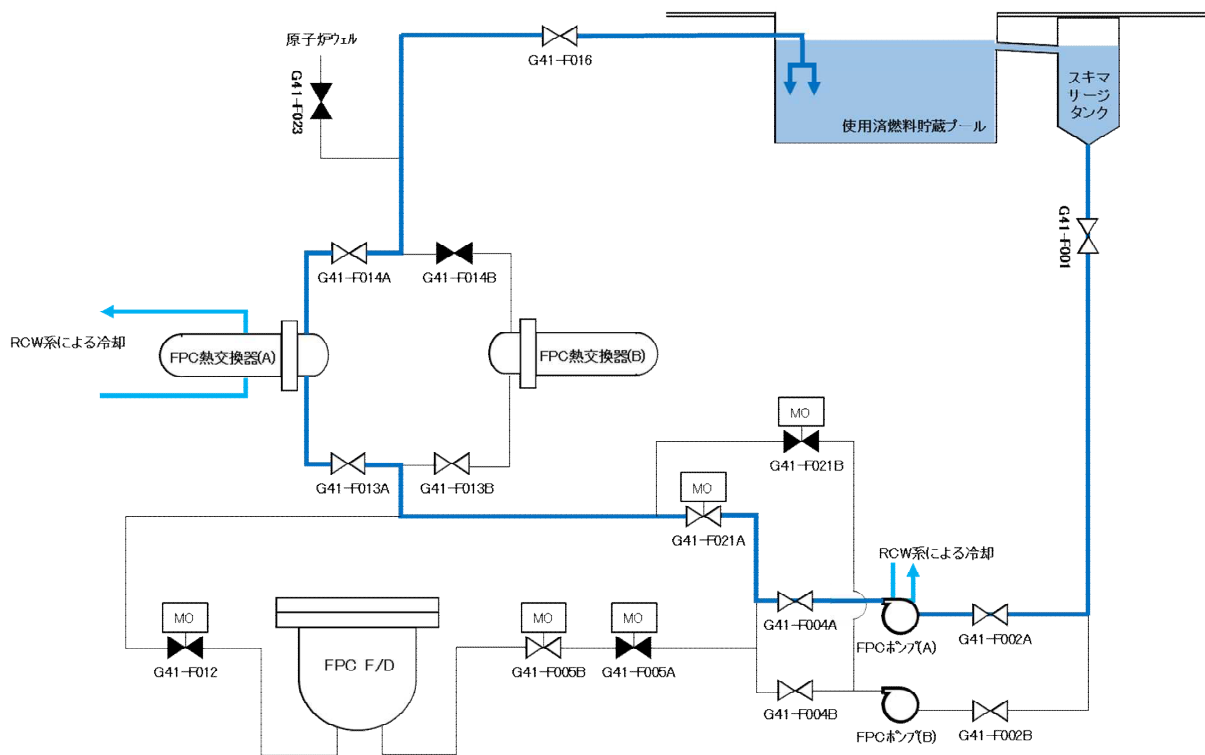 原子炉ウェル
G41-F023
G41-F016
使用済燃料貯蔵プール
スキマ
サージ
タンク
G41-F001
G41-F014A
G41-F014B
RCW系による冷却
FPC熱交換器(A)
FPC熱交換器(B)
MO
G41-F021B
G41-F013A
G41-F013B
MO
G41-F021A
RCW系による冷却
G41-F004A
FPCポンプ(A)
G41-F002A
MO
G41-F012
FPC F/D
MO
G41-F005B
MO
G41-F005A
G41-F004B
FPCポンプ(B)
G41-F002B